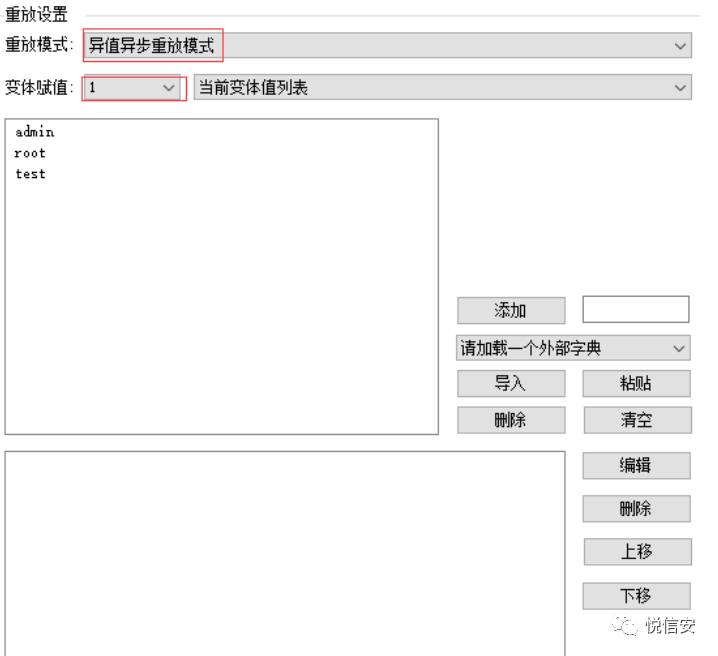 重放设置
重放模式: 异值异步重放模式
变体赋值: 1 当前变体值列表
admin
root
test
添加
请加载一个外部字典
导入 粘贴
删除 清空
编辑
删除
上移
下移
悦信安